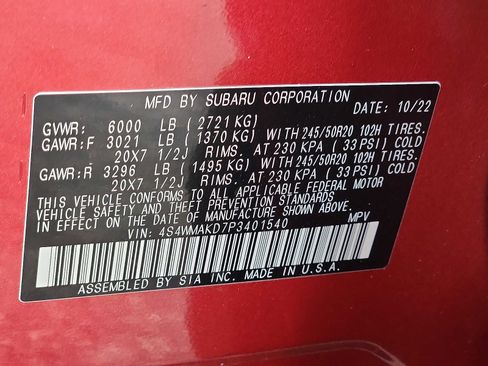 MFD BY SUBARU CORPORATION
DATE: 10/22
GVWR: 6000 LB (2721 KG)
GAWR:F 3021 LB (1370 KG) WITH 245/50R20 102H TIRES.
20X7 1/2J RIMS. AT 230 KPA (33 PSI) COLD
GAWR:R 3296 LB (1495 KG) WITH 245/50R20 102H TIRES.
20X7 1/2J RIMS. AT 230 KPA (33 PSI) COLD
THIS VEHICLE CONFORMS TO ALL APPLICABLE FEDERAL MOTOR
VEHICLE SAFETY AND THEFT PREVENTION STANDARDS
IN EFFECT ON THE DATE OF MANUFACTURE SHOWN ABOVE.
VIN: 4S4WMAKD7P3401540 MPV
ASSEMBLED BY SIA INC. MADE IN U.S.A.